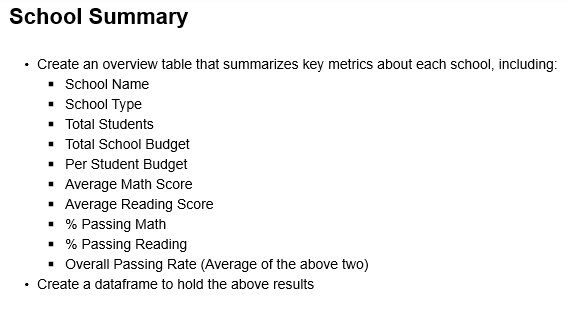 School Summary
• Create an overview table that summarizes key metrics about each school, including:
▪ School Name
▪ School Type
▪ Total Students
▪ Total School Budget
▪ Per Student Budget
▪ Average Math Score
▪ Average Reading Score
▪ % Passing Math
▪ % Passing Reading
▪ Overall Passing Rate (Average of the above two)
• Create a dataframe to hold the above results